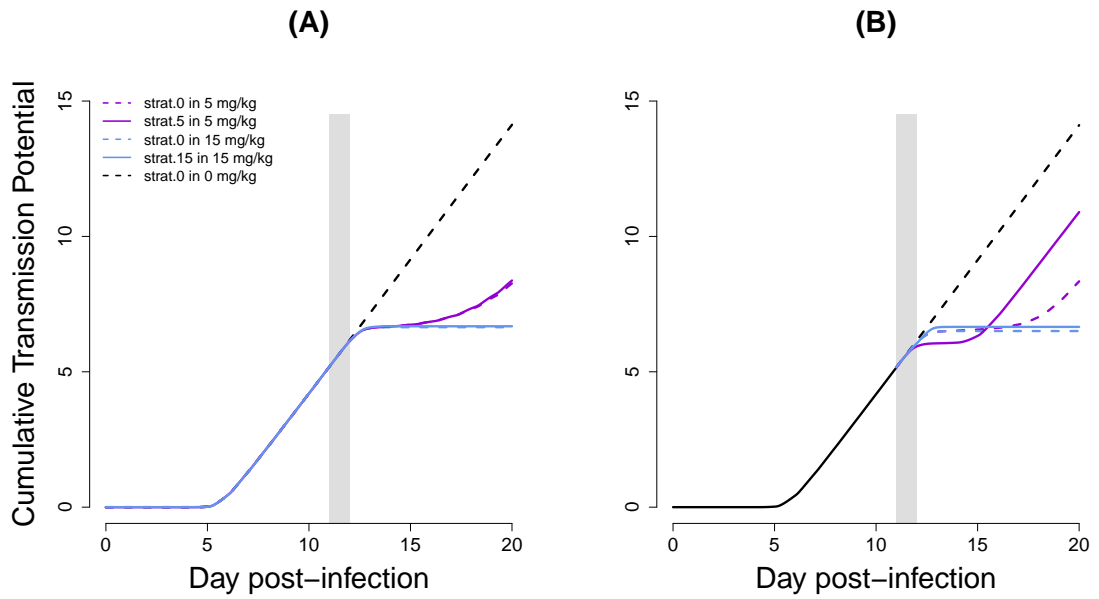 (A)
Cumulative Transmission Potential
15
10
5
0
strat.0 in 5 mg/kg
strat.5 in 5 mg/kg
strat.0 in 15 mg/kg
strat.15 in 15 mg/kg
strat.0 in 0 mg/kg
0 5 10 15 20
Day post−infection
(B)
15
10
5
0
0 5 10 15 20
Day post−infection